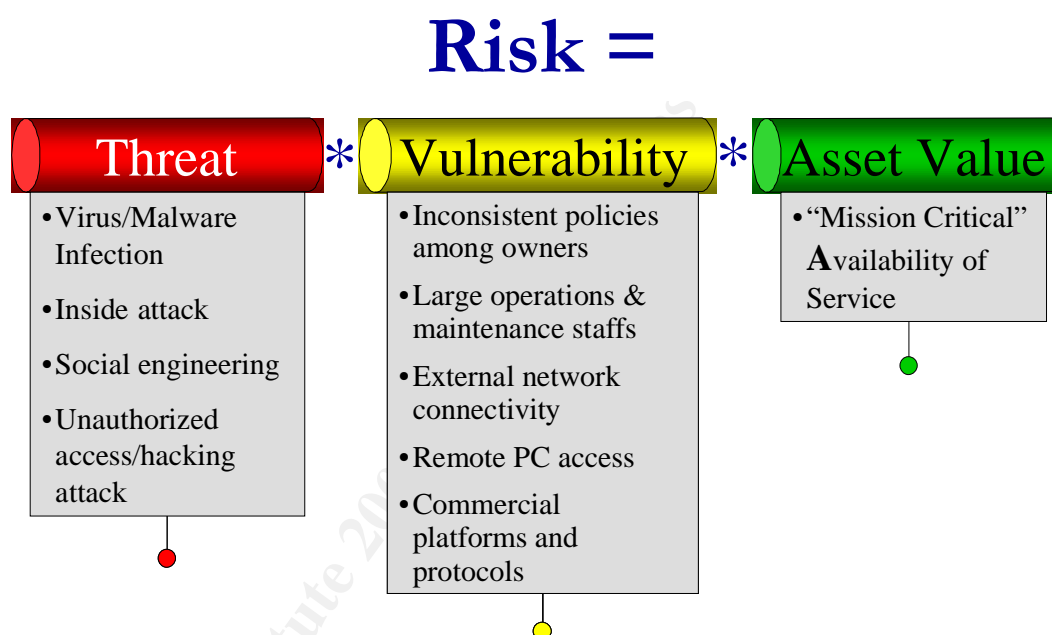 Risk =
Threat * Vulnerability * Asset Value
•Virus/Malware
Infection
•Inside attack
•Social engineering
•Unauthorized
access/hacking
attack
•Inconsistent policies
among owners
•Large operations &
maintenance staffs
•External network
connectivity
•Remote PC access
•Commercial
platforms and
protocols
•“Mission Critical”
Availability of
Service